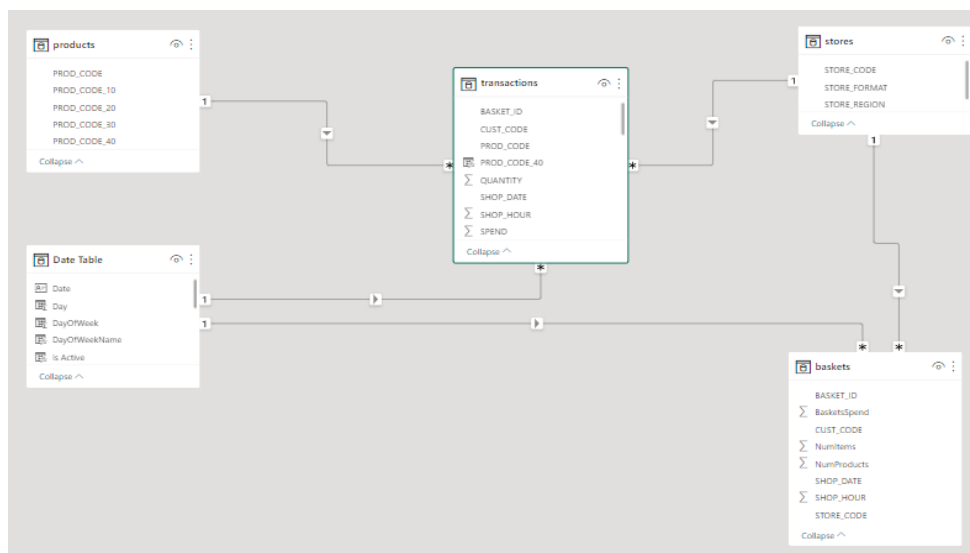 products
PROD_CODE
PROD_CODE_10
PROD_CODE_20
PROD_CODE_30
PROD_CODE_40
Collapse
transactions
BASKET_ID
CUST_CODE
PROD_CODE
PROD_CODE_40
QUANTITY
SHOP_DATE
SHOP_HOUR
SPEND
Collapse
stores
STORE_CODE
STORE_FORMAT
STORE_REGION
Collapse
1
*
*
1
1
Date Table
Date
Day
DayOfWeek
DayOfWeekName
is Active
Collapse
1
*
1
*
*
baskets
BASKET_ID
BasketsSpend
CUST_CODE
NumItems
NumProducts
SHOP_DATE
SHOP_HOUR
STORE_CODE
Collapse